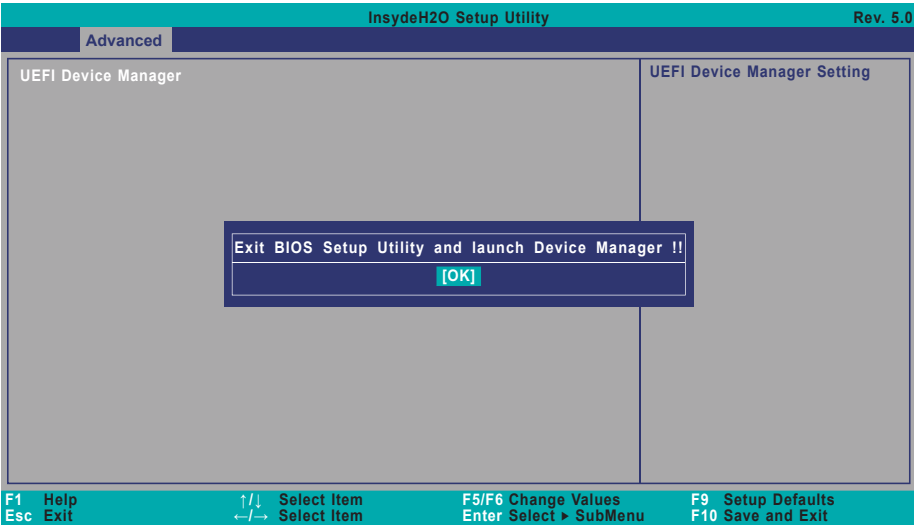 InsydeH2O Setup Utility Rev. 5.0
Advanced
UEFI Device Manager
UEFI Device Manager Setting
Exit BIOS Setup Utility and launch Device Manager !!
[OK]
F1 Help ↑/↓ Select Item F5/F6 Change Values F9 Setup Defaults
Esc Exit ←/→ Select Item Enter Select ▶ SubMenu F10 Save and Exit